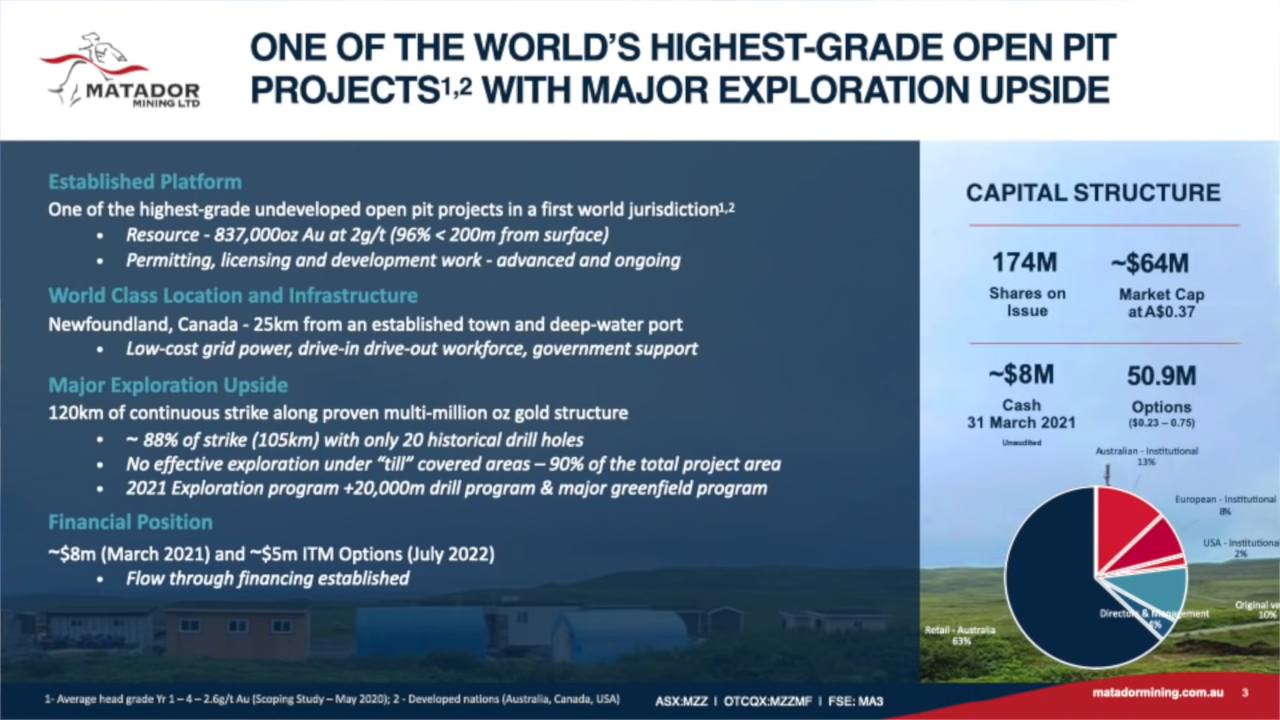 MATADOR
MINING LTD
ONE OF THE WORLD'S HIGHEST-GRADE OPEN PIT
PROJECTS1,2 WITH MAJOR EXPLORATION UPSIDE
Established Platform
One of the highest-grade undeveloped open pit projects in a first world jurisdiction1,2
• Resource - 837,000oz Au at 2g/t (96% < 200m from surface)
• Permitting, licensing and development work - advanced and ongoing
World Class Location and Infrastructure
Newfoundland, Canada - 25km from an established town and deep-water port
• Low-cost grid power, drive-in drive-out workforce, government support
Major Exploration Upside
120km of continuous strike along proven multi-million oz gold structure
• ~ 88% of strike (105km) with only 20 historical drill holes
• No effective exploration under "till" covered areas – 90% of the total project area
• 2021 Exploration program +20,000m drill program & major greenfield program
Financial Position
~$8m (March 2021) and ~$5m ITM Options (July 2022)
• Flow through financing established
CAPITAL STRUCTURE
174M
Shares on
Issue
~$64M
Market Cap
at A$0.37
~$8M
Cash
31 March 2021
Unaudited
50.9M
Options
($0.23 – 0.75)
Australian - Institutional
13%
European - Institutional
8%
USA - Institutional
2%
Original
10%
Directors & Management
4%
Retail - Australia
63%
1- Average head grade Yr 1 – 4 – 2.6g/t Au (Scoping Study – May 2020); 2 - Developed nations (Australia, Canada, USA)
ASX:MZZ I OTCQX:MZZMF I FSE: MA3
matadormining.com.au 3